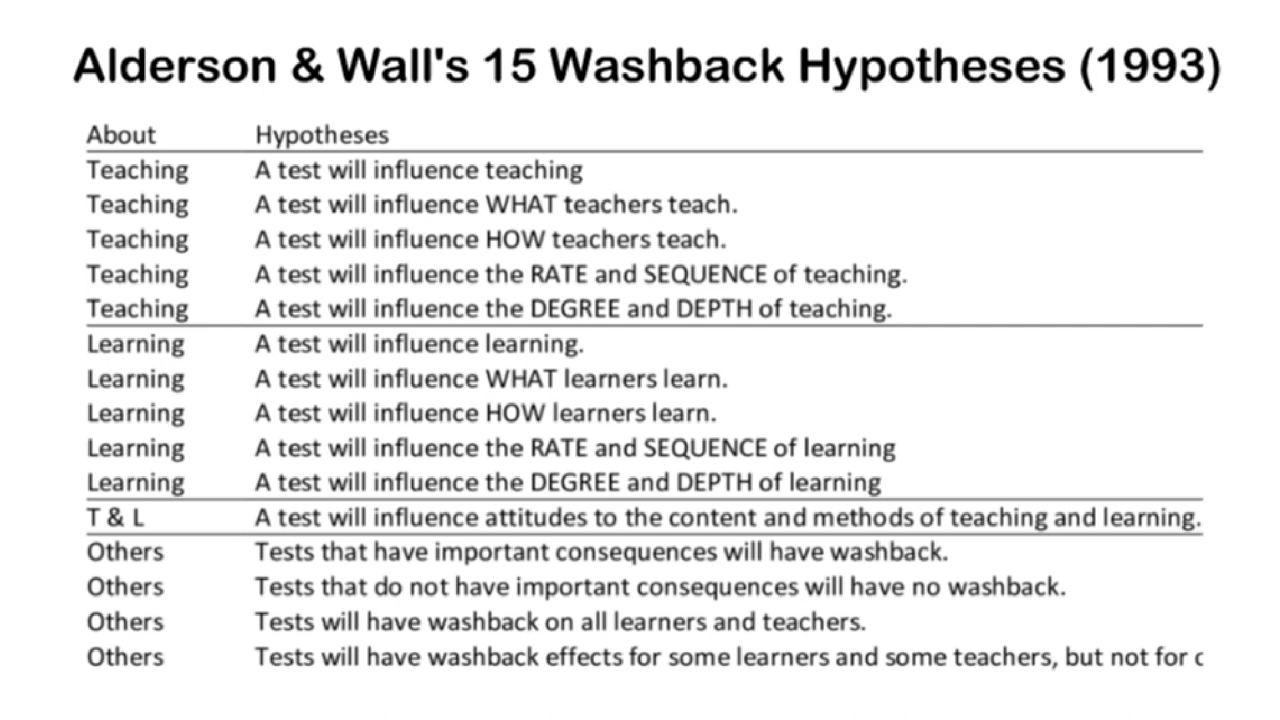 Alderson & Wall's 15 Washback Hypotheses (1993)
About Hypotheses
Teaching A test will influence teaching
Teaching A test will influence WHAT teachers teach.
Teaching A test will influence HOW teachers teach.
Teaching A test will influence the RATE and SEQUENCE of teaching.
Teaching A test will influence the DEGREE and DEPTH of teaching.
Learning A test will influence learning.
Learning A test will influence WHAT learners learn.
Learning A test will influence HOW learners learn.
Learning A test will influence the RATE and SEQUENCE of learning
Learning A test will influence the DEGREE and DEPTH of learning
T & L A test will influence attitudes to the content and methods of teaching and learning.
Others Tests that have important consequences will have washback.
Others Tests that do not have important consequences will have no washback.
Others Tests will have washback on all learners and teachers.
Others Tests will have washback effects for some learners and some teachers, but not for